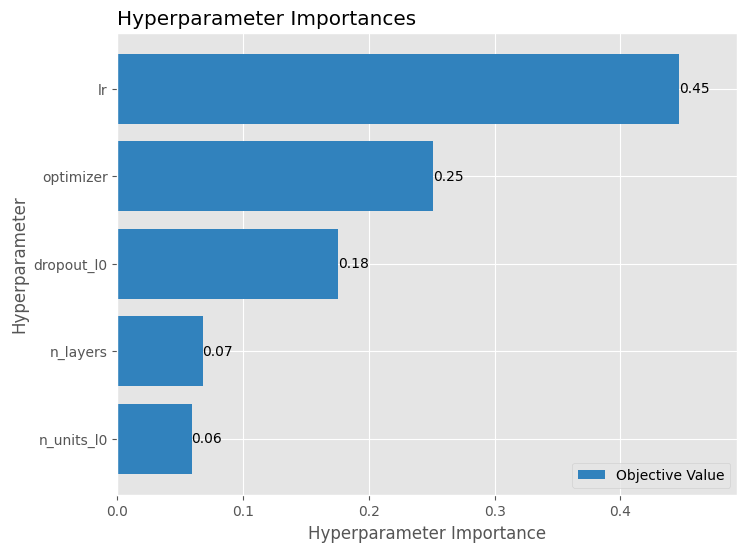 Hyperparameter Importances
Hyperparameter
lr
0.45
optimizer
0.25
dropout_l0
0.18
n_layers
0.07
n_units_l0
0.06
Objective Value
0.0 0.1 0.2 0.3 0.4
Hyperparameter Importance